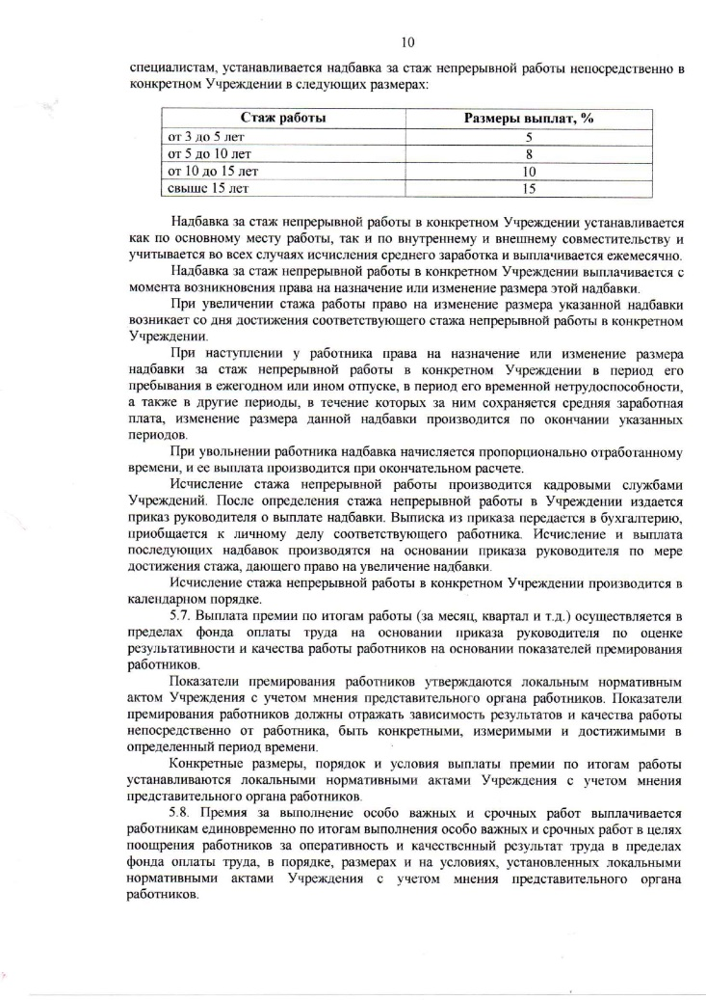 10
специалистам, устанавливается надбавка за стаж непрерывной работы непосредственно в
конкретном Учреждении в следующих размерах:
Стаж работы Размеры выплат, %
от 3 до 5 лет 5
от 5 до 10 лет 8
от 10 до 15 лет 10
свыше 15 лет 15
Надбавка за стаж непрерывной работы в конкретном Учреждении устанавливается
как по основному месту работы, так и по внутреннему и внешнему совместительству и
учитывается во всех случаях исчисления среднего заработка и выплачивается ежемесячно.
Надбавка за стаж непрерывной работы в конкретном Учреждении выплачивается с
момента возникновения права на назначение или изменение размера этой надбавки.
При увеличении стажа работы право на изменение размера указанной надбавки
возникает со дня достижения соответствующего стажа непрерывной работы в конкретном
Учреждении.
При наступлении у работника права на назначение или изменение размера
надбавки за стаж непрерывной работы в конкретном Учреждении в период его
пребывания в ежегодном или ином отпуске, в период его временной нетрудоспособности,
а также в другие периоды, в течение которых за ним сохраняется средняя заработная
плата, изменение размера данной надбавки производится по окончании указанных
периодов.
При увольнении работника надбавка начисляется пропорционально отработанному
времени, и ее выплата производится при окончательном расчете.
Исчисление стажа непрерывной работы производится кадровыми службами
Учреждений. После определения стажа непрерывной работы в Учреждении издается
приказ руководителя о выплате надбавки. Выписка из приказа передается в бухгалтерию,
приобщается к личному делу соответствующего работника. Исчисление и выплата
последующих надбавок производятся на основании приказа руководителя по мере
достижения стажа, дающего право на увеличение надбавки.
Исчисление стажа непрерывной работы в конкретном Учреждении производится в
календарном порядке.
5.7. Выплата премии по итогам работы (за месяц, квартал и т.д.) осуществляется в
пределах фонда оплаты труда на основании приказа руководителя по оценке
результативности и качества работы работников на основании показателей премирования
работников.
Показатели премирования работников утверждаются локальным нормативным
актом Учреждения с учетом мнения представительного органа работников. Показатели
премирования работников должны отражать зависимость результатов и качества работы
непосредственно от работника, быть конкретными, измеримыми и достижимыми в
определенный период времени.
Конкретные размеры, порядок и условия выплаты премии по итогам работы
устанавливаются локальными нормативными актами Учреждения с учетом мнения
представительного органа работников.
5.8. Премия за выполнение особо важных и срочных работ выплачивается
работникам единовременно по итогам выполнения особо важных и срочных работ в целях
поощрения работников за оперативность и качественный результат труда в пределах
фонда оплаты труда, в порядке, размерах и на условиях, установленных локальными
нормативными актами Учреждения с учетом мнения представительного органа
работников.